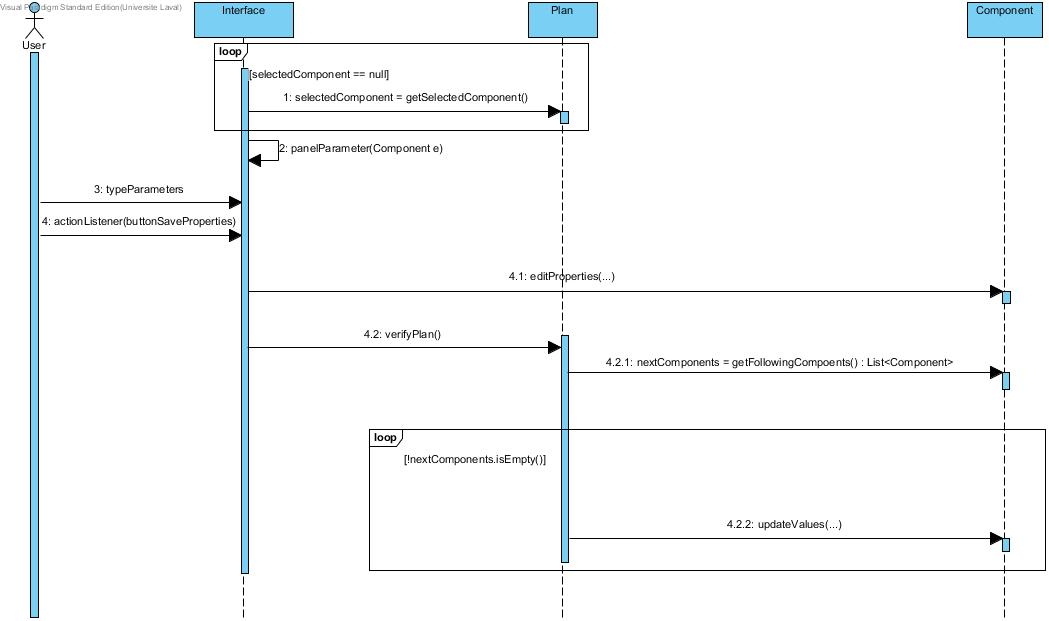 Visual Paradigm Standard Edition(Universite Laval)
User
Interface
Plan
Component
loop
[selectedComponent == null]
1: selectedComponent = getSelectedComponent()
2: panelParameter(Component e)
3: typeParameters
4: actionListener(buttonSaveProperties)
4.1: editProperties(...)
4.2: verifyPlan()
4.2.1: nextComponents = getFollowingCompoents() : List<Component>
loop
[!nextComponents.isEmpty()]
4.2.2: updateValues(...)